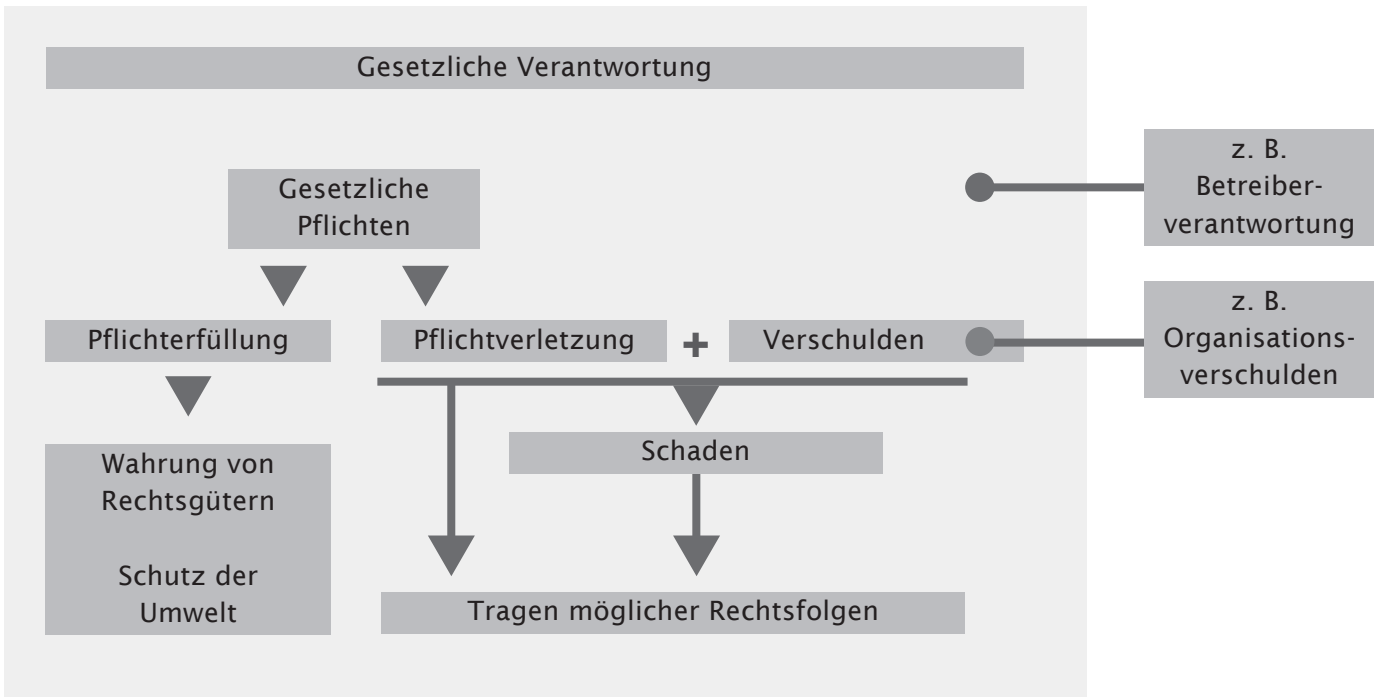 Gesetzliche Verantwortung
z. B.
Betreiber-
verantwortung
Gesetzliche
Pflichten
z. B.
Organisations-
verschulden
Pflichterfüllung
Pflichtverletzung
+
Verschulden
Schaden
Wahrung von
Rechtsgütern
Schutz der
Umwelt
Tragen möglicher Rechtsfolgen